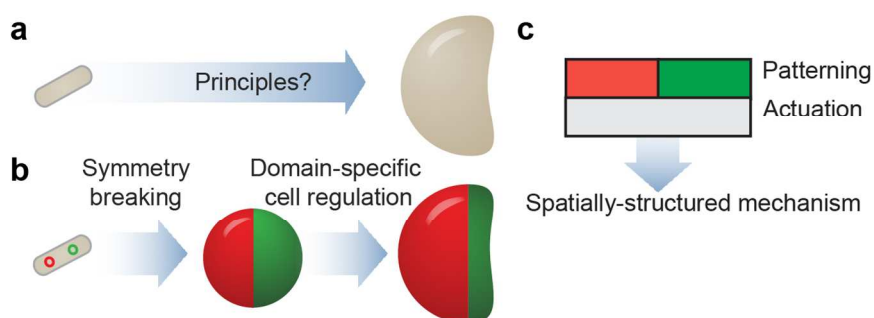 a
Principles?
b
Symmetry
breaking
Domain-specific
cell regulation
c
Patterning
Actuation
Spatially-structured mechanism